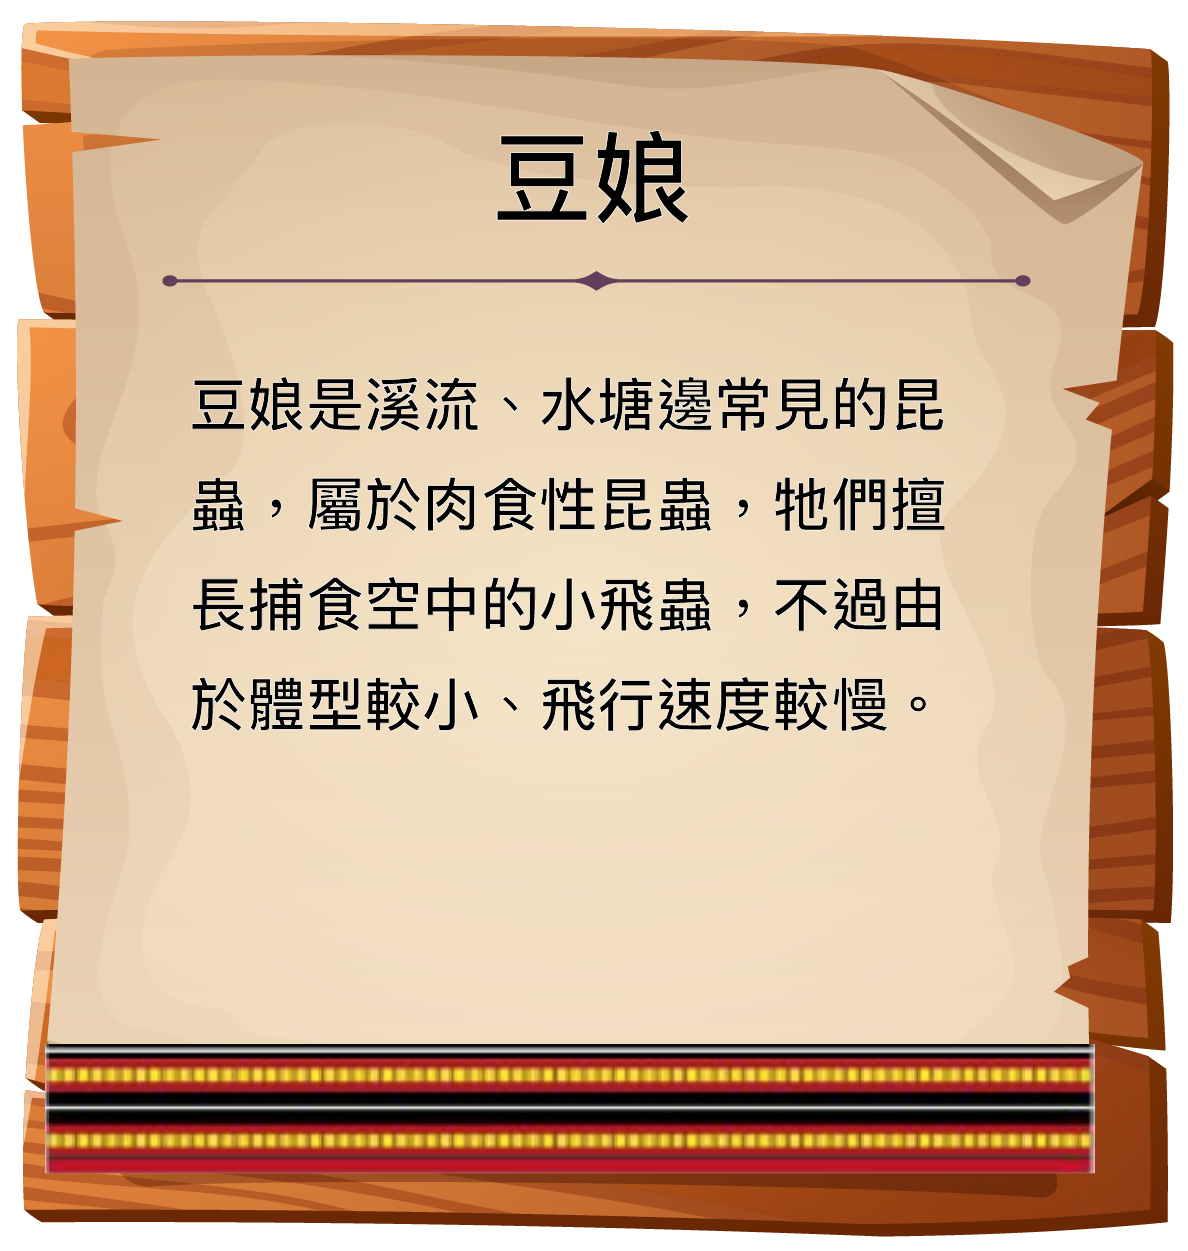 豆娘
豆娘是溪流、水塘邊常見的昆
蟲，屬於肉食性昆蟲，牠們擅
長捕食空中的小飛蟲，不過由
於體型較小、飛行速度較慢。